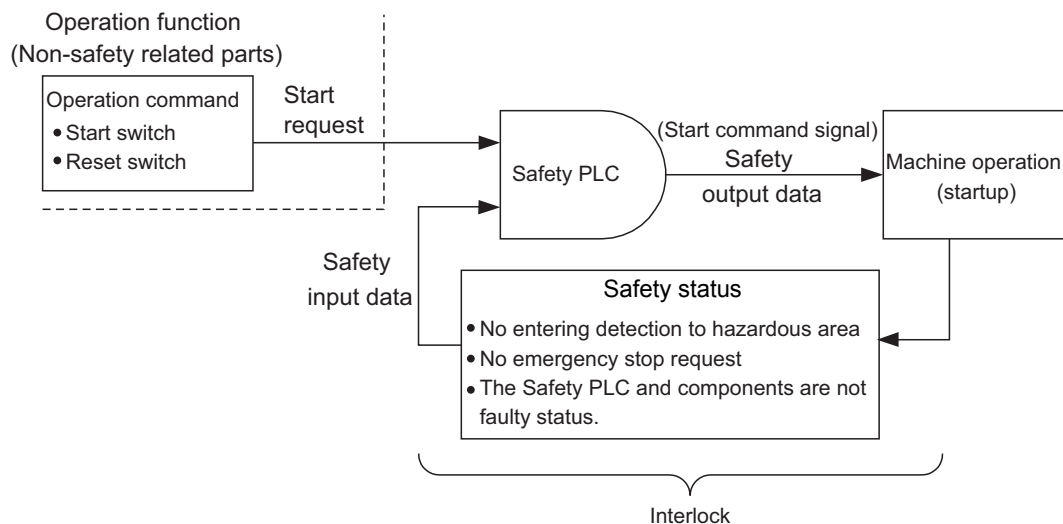 Operation function
(Non-safety related parts)
Operation command
• Start switch
• Reset switch
Start
request
Safety PLC
(Start command signal)
Safety
output data
Machine operation
(startup)
Safety
input data
Safety status
• No entering detection to hazardous area
• No emergency stop request
• The Safety PLC and components are not
faulty status.
Interlock